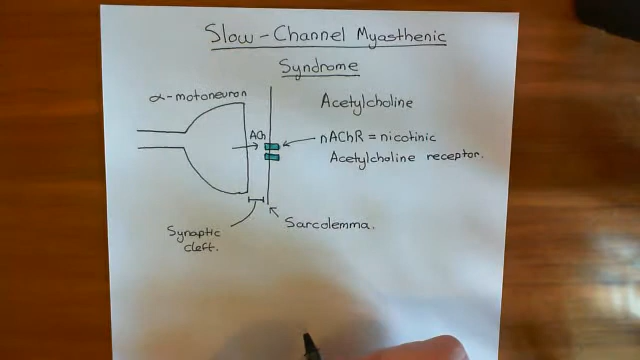 Slow-Channel Myasthenic
Syndrome
α-motoneuron
Acetylcholine
ACh
nAChR = nicotinic
Acetylcholine receptor.
Synaptic
cleft.
Sarcolemma.